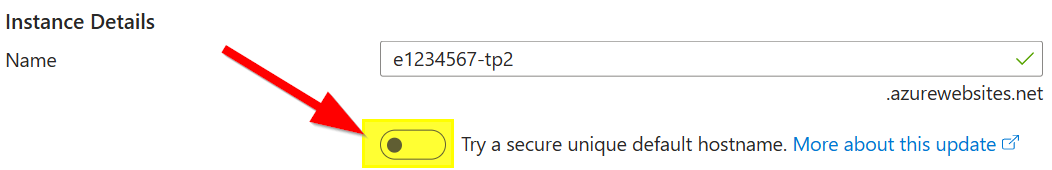 Instance Details
Name
e1234567-tp2
.azurewebsites.net
Try a secure unique default hostname. More about this update